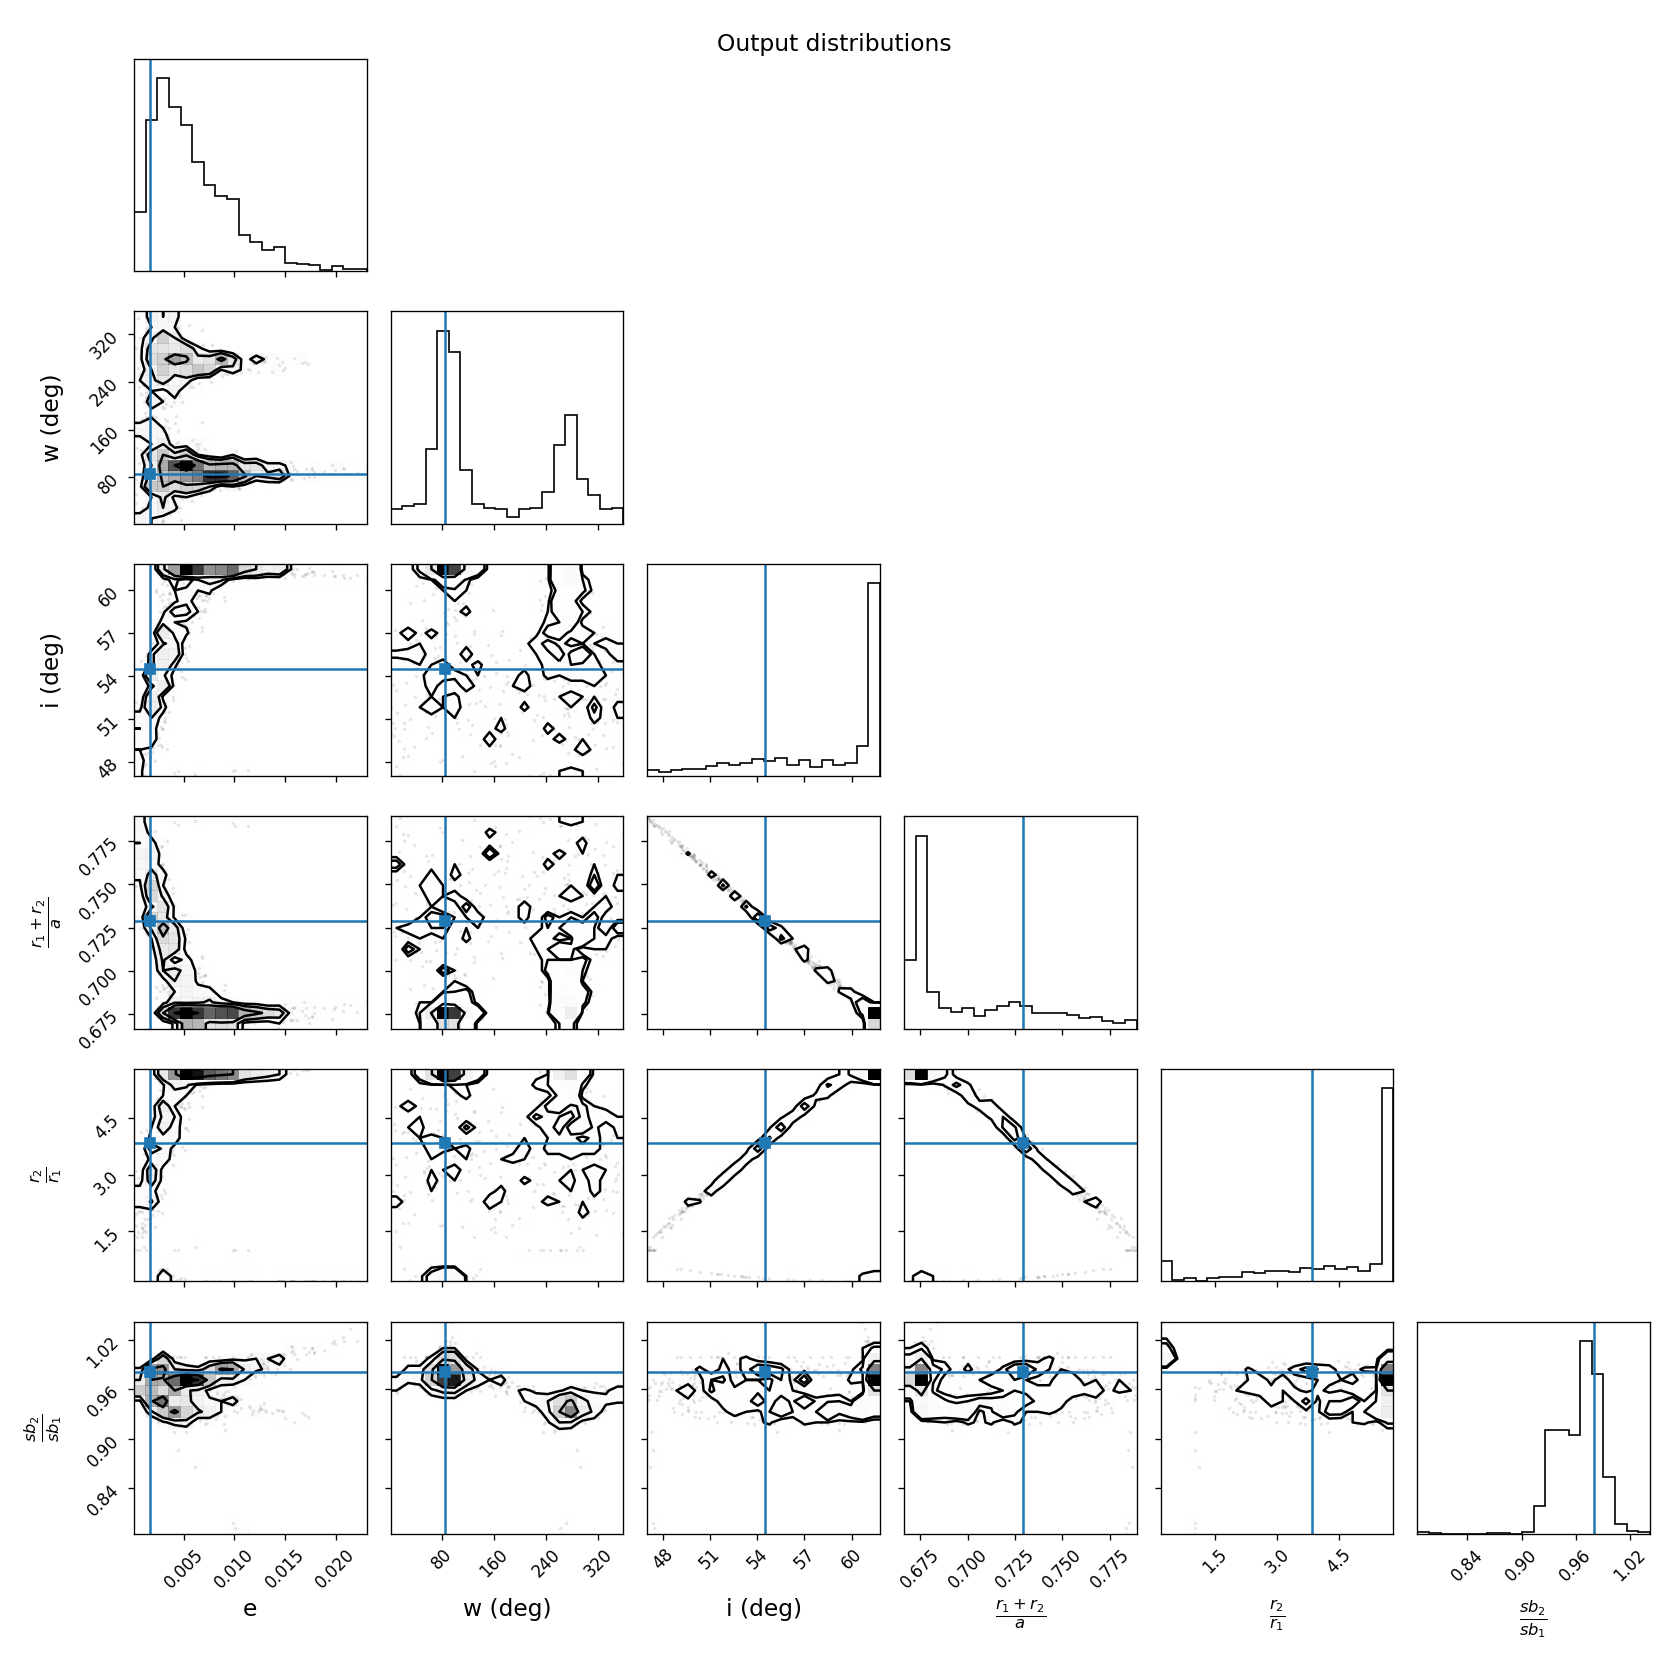 Output distributions
w (deg)
320
240
160
80
i (deg)
60
57
54
51
48
r₁ + r₂
a
0.775
0.750
0.725
0.700
0.675
r₂
r₁
4.5
3.0
1.5
sb₂
sb₁
1.02
0.96
0.90
0.84
0.005 0.010 0.015 0.020
80 160 240 320
48 51 54 57 60
0.675 0.700 0.725 0.750 0.775
1.5 3.0 4.5
0.84 0.90 0.96 1.02
e
w (deg)
i (deg)
r₁ + r₂
a
r₂
r₁
sb₂
sb₁